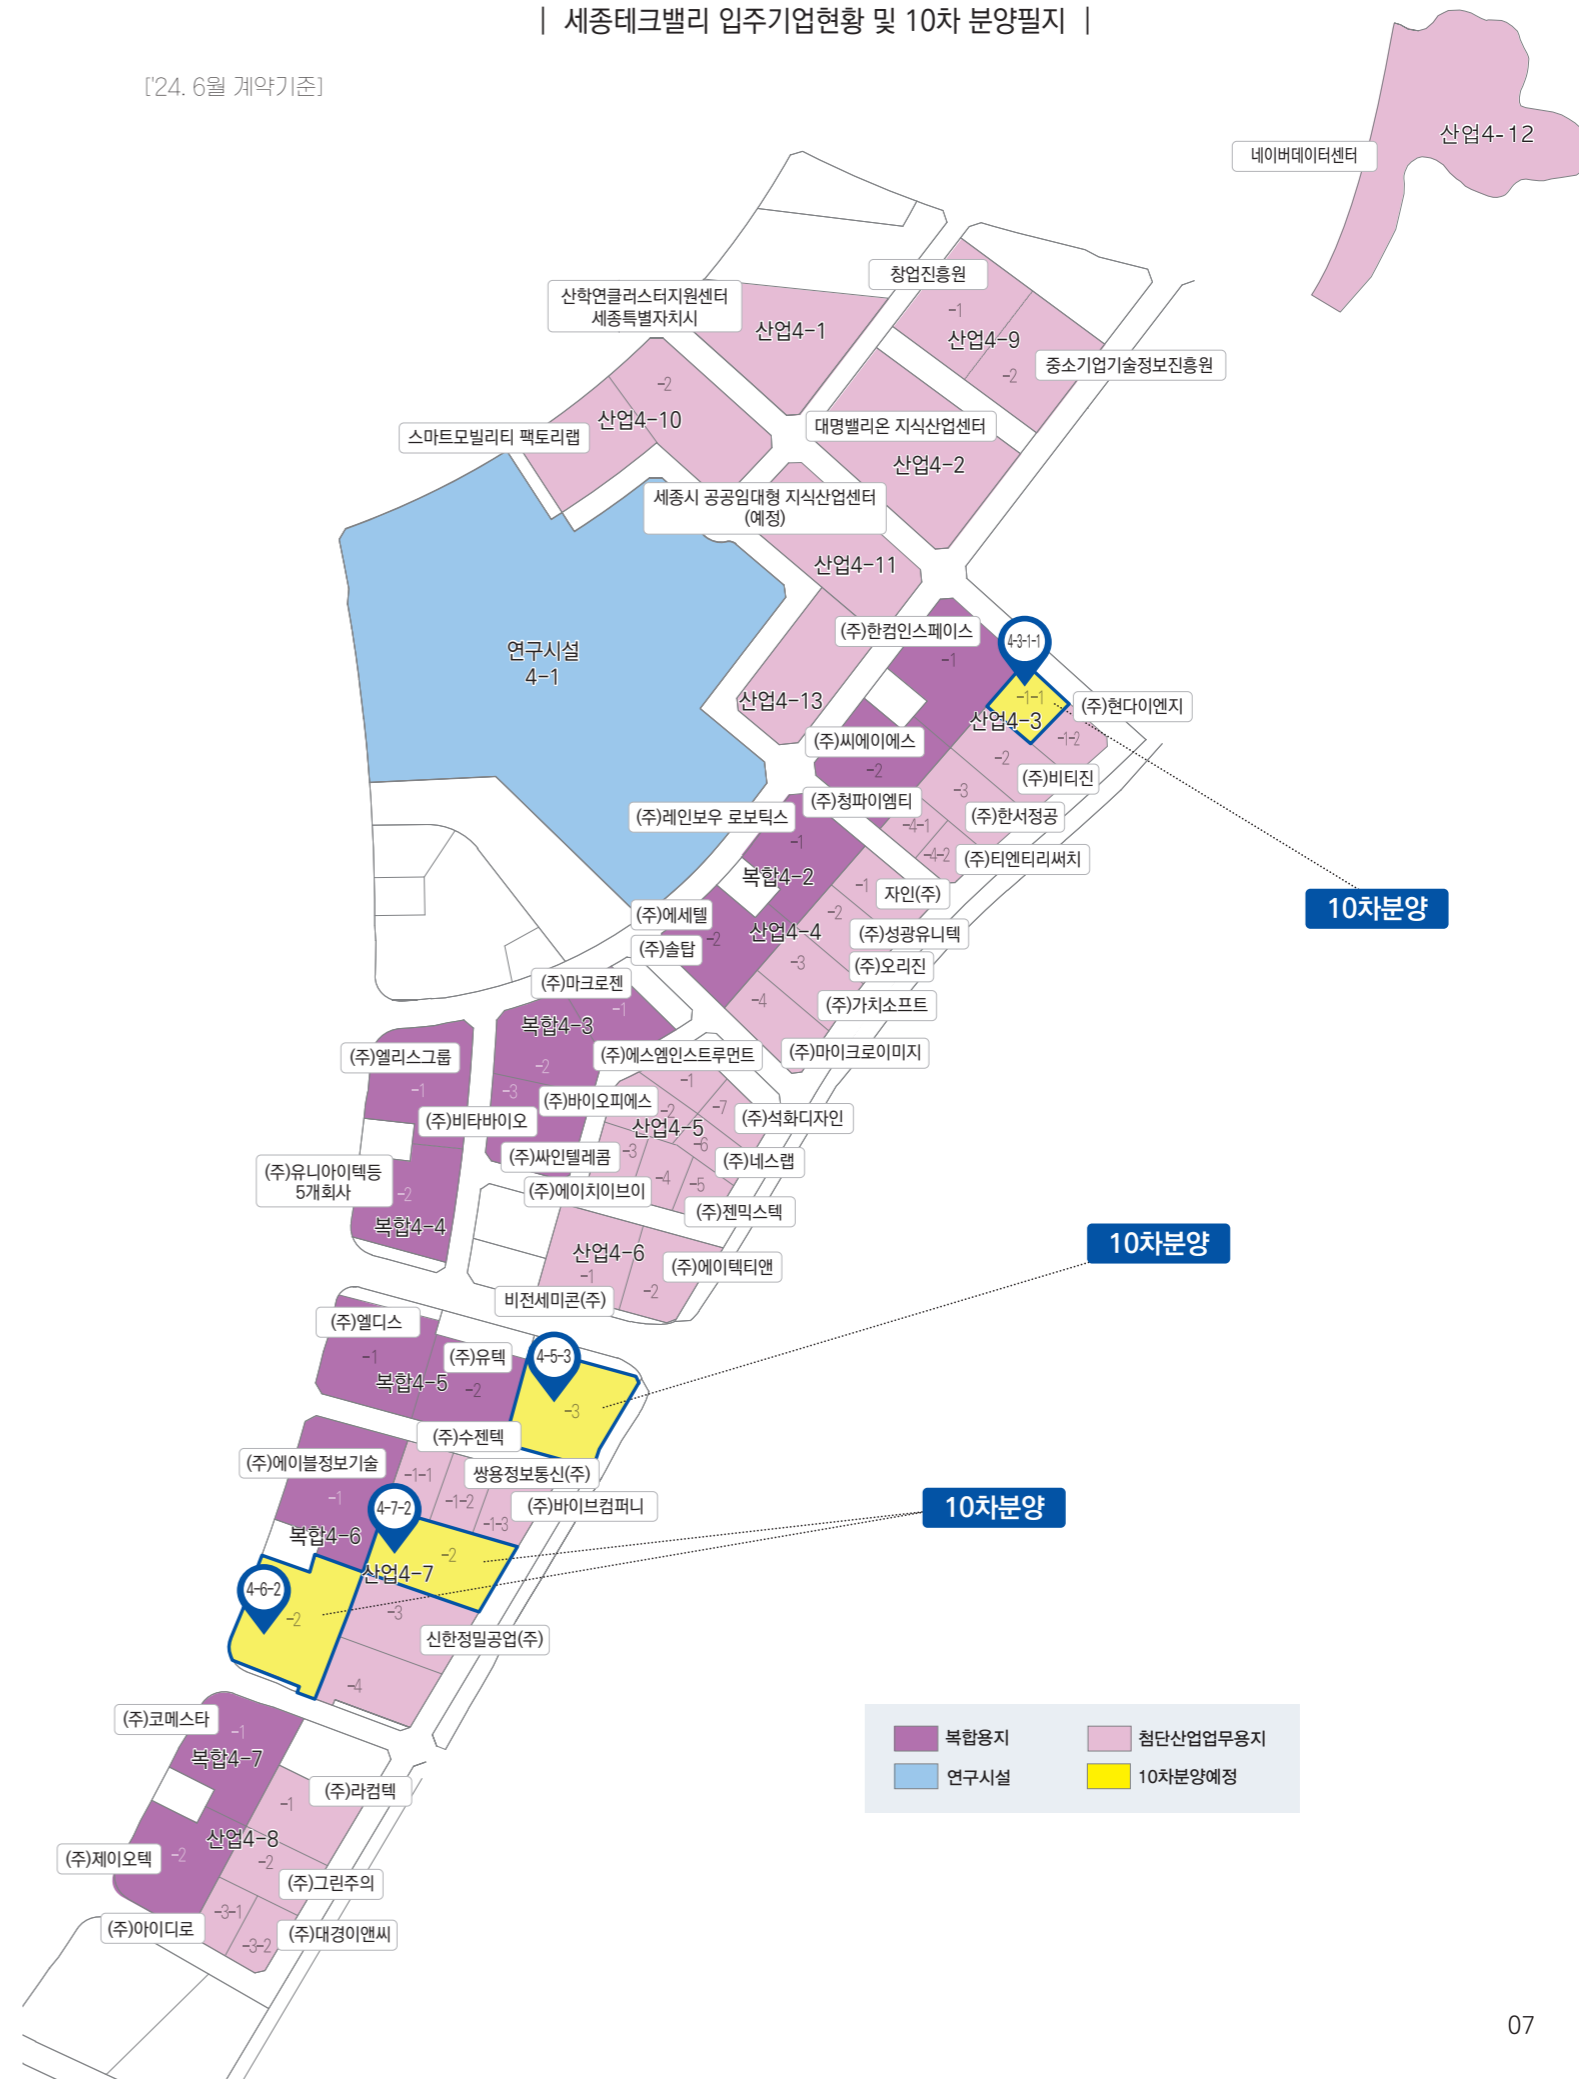 | 세종테크밸리 입주기업현황 및 10차 분양필지 |
['24. 6월 계약기준]
산업4-12
네이버데이터센터
창업진흥원
-1
산업4-9
-2
중소기업기술정보진흥원
산학연클러스터지원센터
세종특별자치시
산업4-1
-2
산업4-10
스마트모빌리티 팩토리랩
대명밸리온 지식산업센터
산업4-2
세종시 공공임대형 지식산업센터
(예정)
산업4-11
산업4-13
연구시설
4-1
(주)한컴인스페이스
-1
4-3-1-1
-1-1
산업4-3
(주)현다이엔지
-1-2
(주)씨에이에스
-2
-2
(주)비티진
-3
(주)청파이엠티
(주)한서정공
-4-1
-4-2
(주)티엔티리써치
10차분양
(주)레인보우 로보틱스
-1
복합4-2
-1
자인(주)
(주)에세텔
-2
산업4-4
-2
(주)성광유니텍
(주)솔탑
-3
(주)오리진
-4
(주)가치소프트
(주)마이크로이미지
(주)마크로젠
-1
복합4-3
-2
-3
(주)엘리스그룹
-1
(주)비타바이오
(주)유니아이텍등
5개회사
-2
복합4-4
(주)에스엠인스트루먼트
-1
(주)바이오피에스
-2
-7
(주)석화디자인
산업4-5
-6
(주)싸인텔레콤
-3
(주)네스랩
-4
-5
(주)에이치이브이
(주)젠믹스텍
산업4-6
-1
(주)에이텍티앤
-2
비전세미콘(주)
10차분양
(주)엘디스
-1
복합4-5
(주)유텍
-2
4-5-3
-3
(주)수젠텍
(주)에이블정보기술
-1
복합4-6
-1-1
쌍용정보통신(주)
-1-2
(주)바이브컴퍼니
-1-3
4-7-2
-2
산업4-7
10차분양
4-6-2
-2
-3
신한정밀공업(주)
-4
(주)코메스타
-1
복합4-7
(주)라컴텍
-1
산업4-8
(주)제이오텍
-2
-2
(주)그린주의
-3-1
(주)아이디로
-3-2
(주)대경이앤씨
복합용지
첨단산업업무용지
연구시설
10차분양예정
07